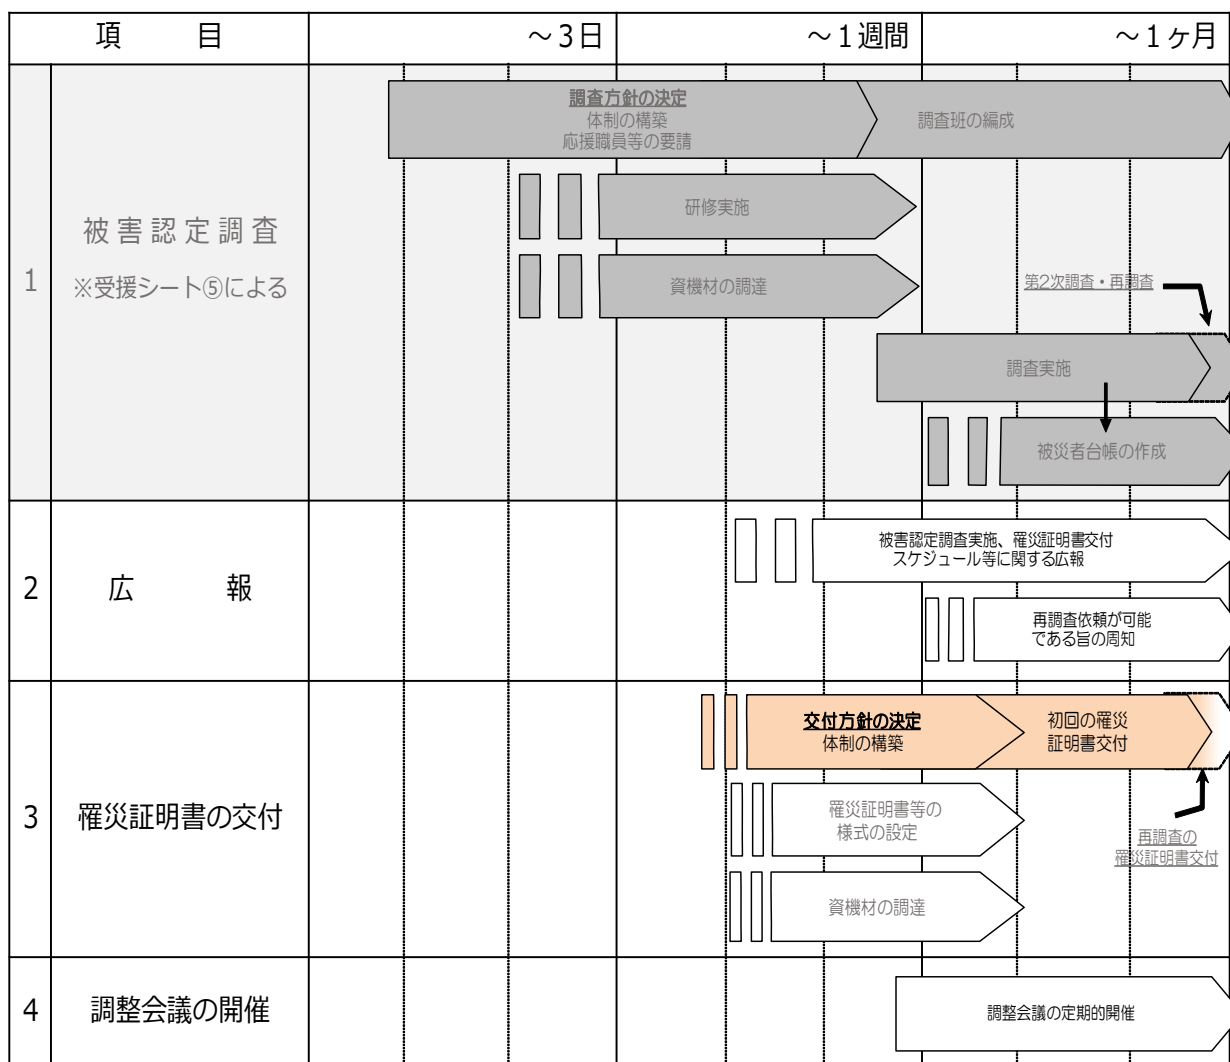 項 目
～３日
～１週間
～１ヶ月
1
被害認定調査
※受援シート⑤による
調査方針の決定
体制の構築
応援職員等の要請
調査班の編成
研修実施
資機材の調達
第2次調査・再調査
調査実施
被災者台帳の作成
2
広 報
被害認定調査実施、罹災証明書交付
スケジュール等に関する広報
再調査依頼が可能
である旨の周知
3
罹災証明書の交付
交付方針の決定
体制の構築
初回の罹災
証明書交付
罹災証明書等の
様式の設定
再調査の
罹災証明書交付
資機材の調達
4
調整会議の開催
調整会議の定期的開催